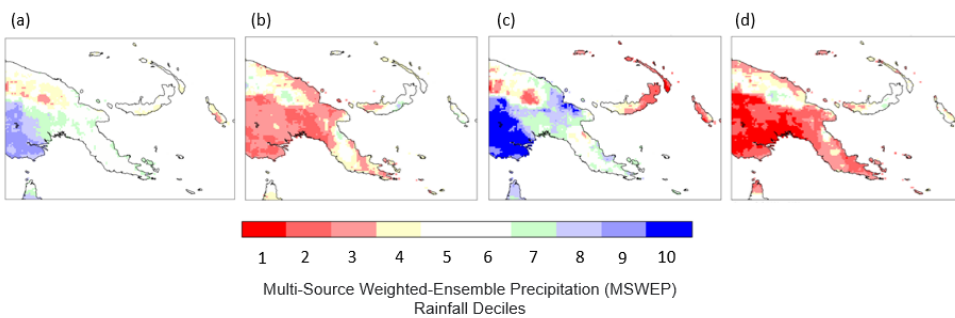 (a) (b) (c) (d)
1 2 3 4 5 6 7 8 9 10
Multi-Source Weighted-Ensemble Precipitation (MSWEP)
Rainfall Deciles